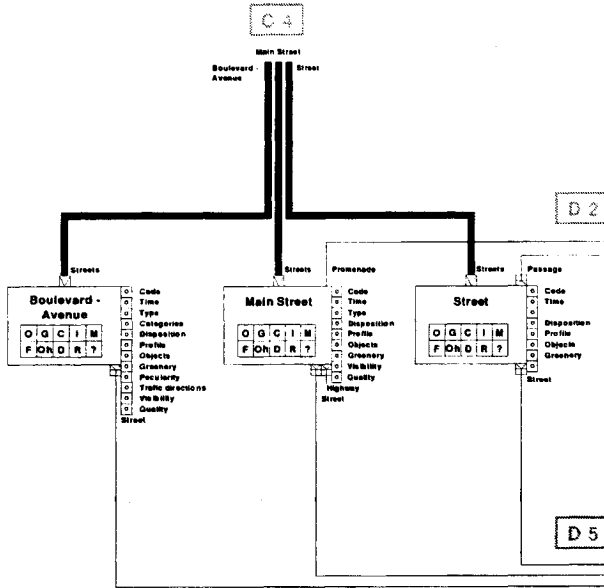 C 4
Main Street
Boulevard -
Avenue
Street
D 2
Streets
Boulevard -
Avenue
O G C I M
F Oh D R ?
Code
Time
Type
Categories
Disposition
Profile
Objects
Greenery
Pecularity
Traffic directions
Visibility
Quality
Street
Streets
Promenade
Main Street
O G C I M
F Oh D R ?
Code
Time
Type
Disposition
Profile
Objects
Greenery
Visibility
Quality
Highway
Street
Streets
Passage
Street
O G C I M
F Oh D R ?
Code
Time
Disposition
Profile
Objects
Greenery
Street
D 5